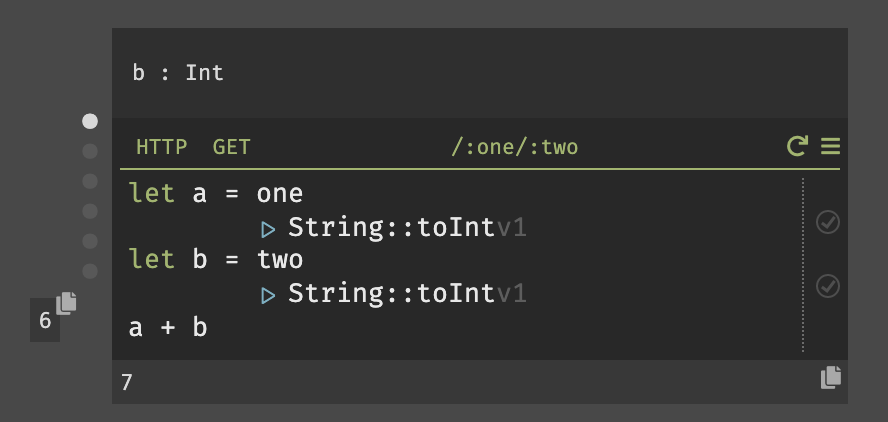 b : Int
HTTP GET /:one/:two
let a = one
String::toIntv1
let b = two
String::toIntv1
6
a + b
7